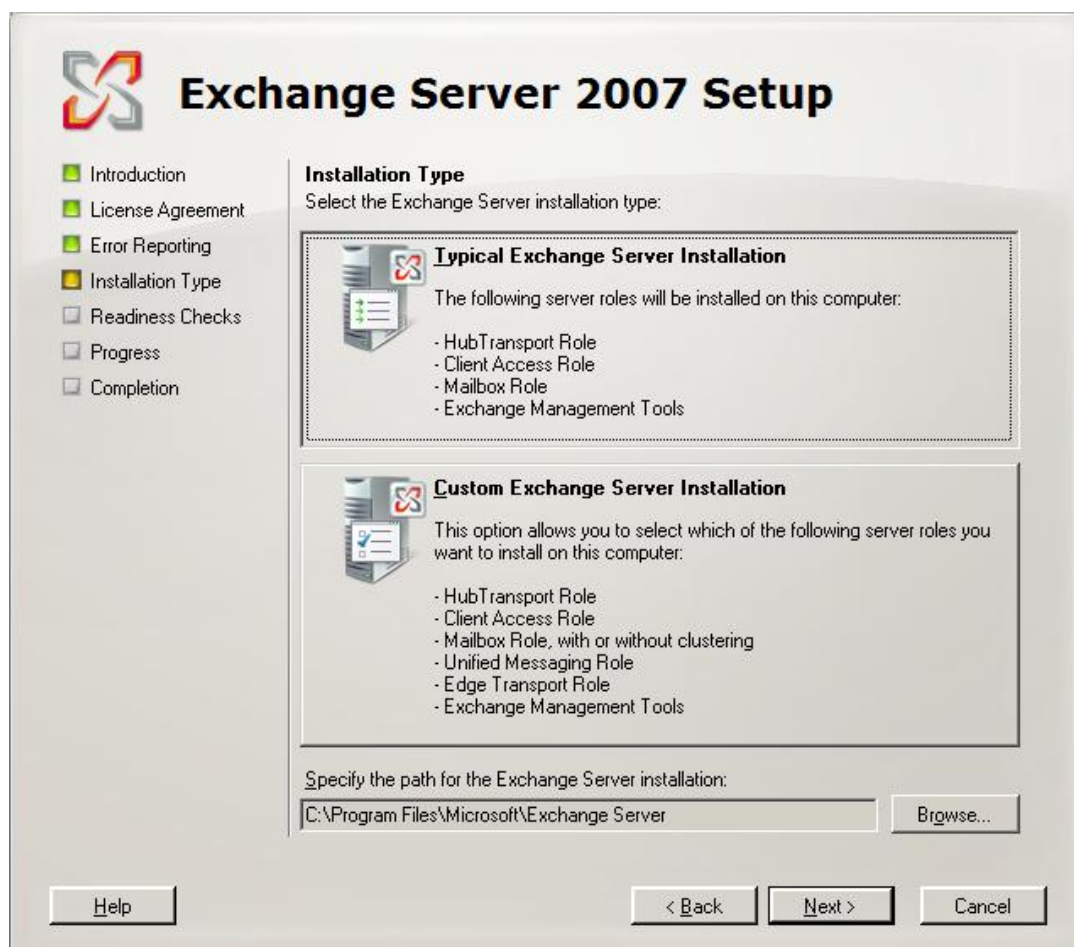 Exchange Server 2007 Setup
Introduction
License Agreement
Error Reporting
Installation Type
Readiness Checks
Progress
Completion
Installation Type
Select the Exchange Server installation type:
Typical Exchange Server Installation
The following server roles will be installed on this computer:
- HubTransport Role
- Client Access Role
- Mailbox Role
- Exchange Management Tools
Custom Exchange Server Installation
This option allows you to select which of the following server roles you
want to install on this computer:
- HubTransport Role
- Client Access Role
- Mailbox Role, with or without clustering
- Unified Messaging Role
- Edge Transport Role
- Exchange Management Tools
Specify the path for the Exchange Server installation:
C:\Program Files\Microsoft\Exchange Server
Browse...
Help
< Back
Next >
Cancel